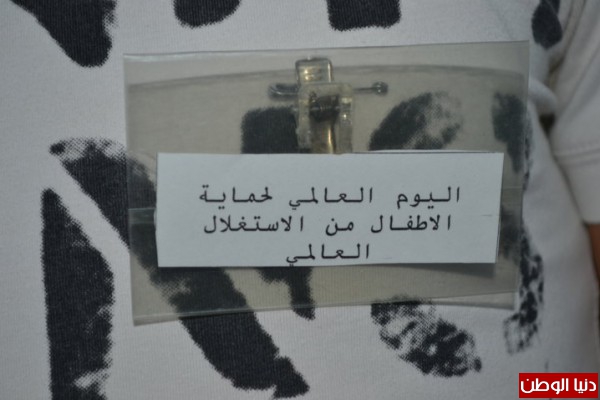 اليوم العالمي لحماية
الاطفال من الاستغلال
العالمي
دنيا الوطن